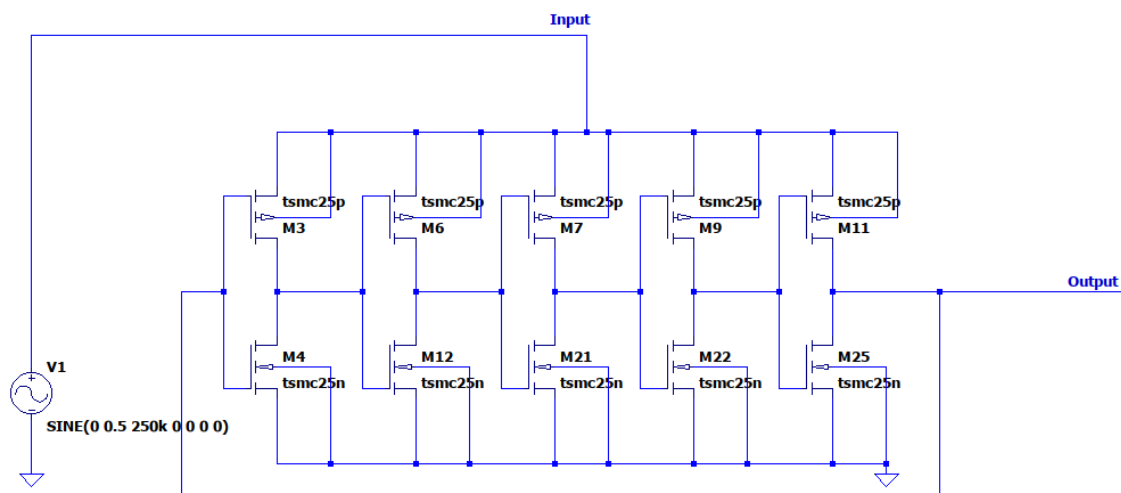 Input
tsmc25p tsmc25p tsmc25p tsmc25p tsmc25p
M3 M6 M7 M9 M11
Output
M4 M12 M21 M22 M25
tsmc25n tsmc25n tsmc25n tsmc25n tsmc25n
V1
SINE(0 0.5 250k 0 0 0 0)